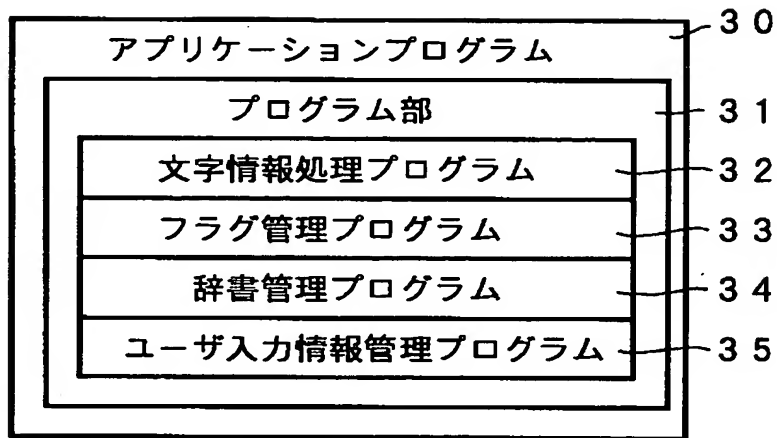 アプリケーションプログラム ３０
プログラム部 ３１
文字情報処理プログラム ３２
フラグ管理プログラム ３３
辞書管理プログラム ３４
ユーザ入力情報管理プログラム ３５